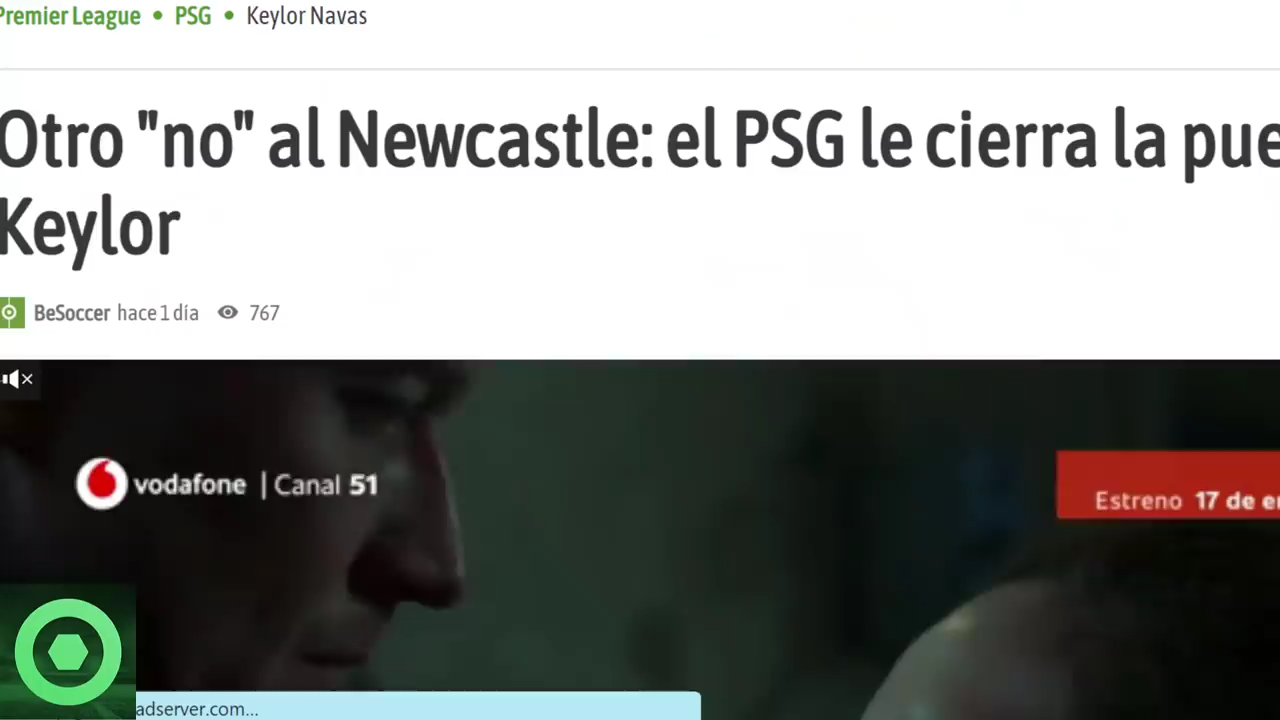 Premier League • PSG • Keylor Navas
Otro "no" al Newcastle: el PSG le cierra la pue
Keylor
BeSoccer hace 1 día 767
vodafone | Canal 51
Estreno 17 de en
adserver.com...